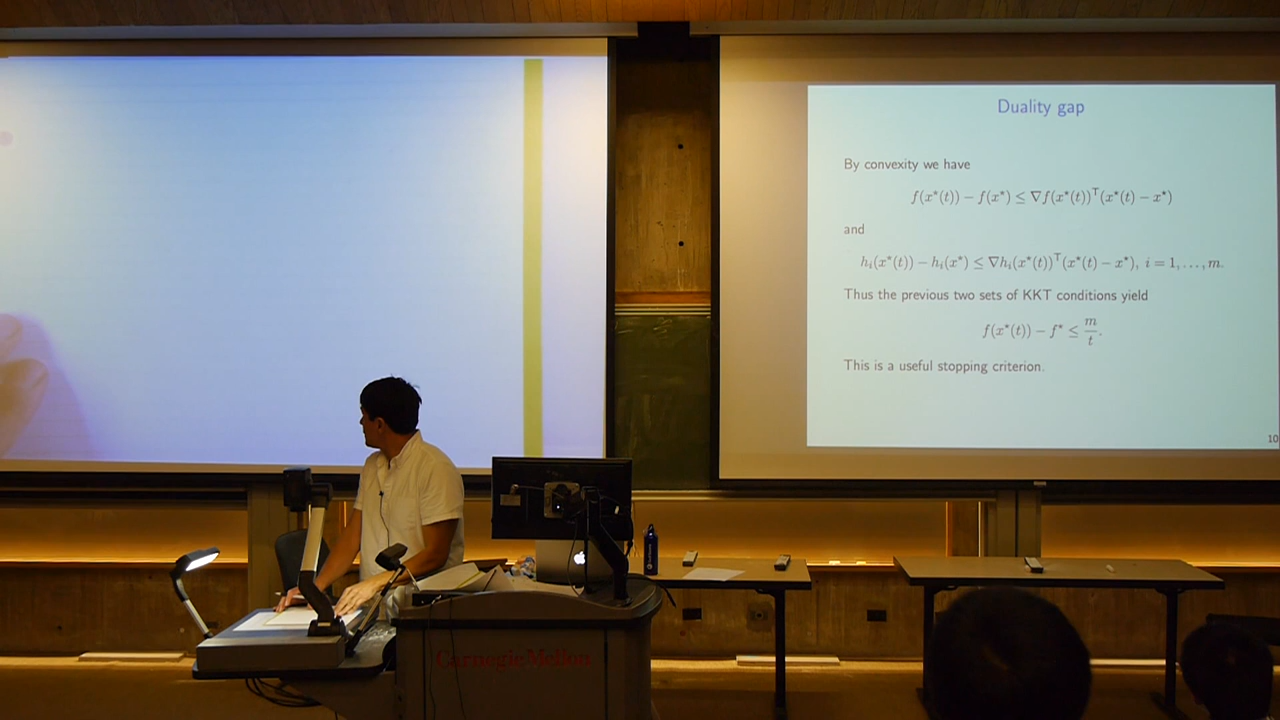 Duality gap
By convexity we have
f(x*(t)) − f(x*) ≤ ∇f(x*(t))ᵀ(x*(t) − x*)
and
hᵢ(x*(t)) − hᵢ(x*) ≤ ∇hᵢ(x*(t))ᵀ(x*(t) − x*), i = 1, . . . , m.
Thus the previous two sets of KKT conditions yield
f(x*(t)) − f* ≤ m/t.
This is a useful stopping criterion.
10
Carnegie Mellon